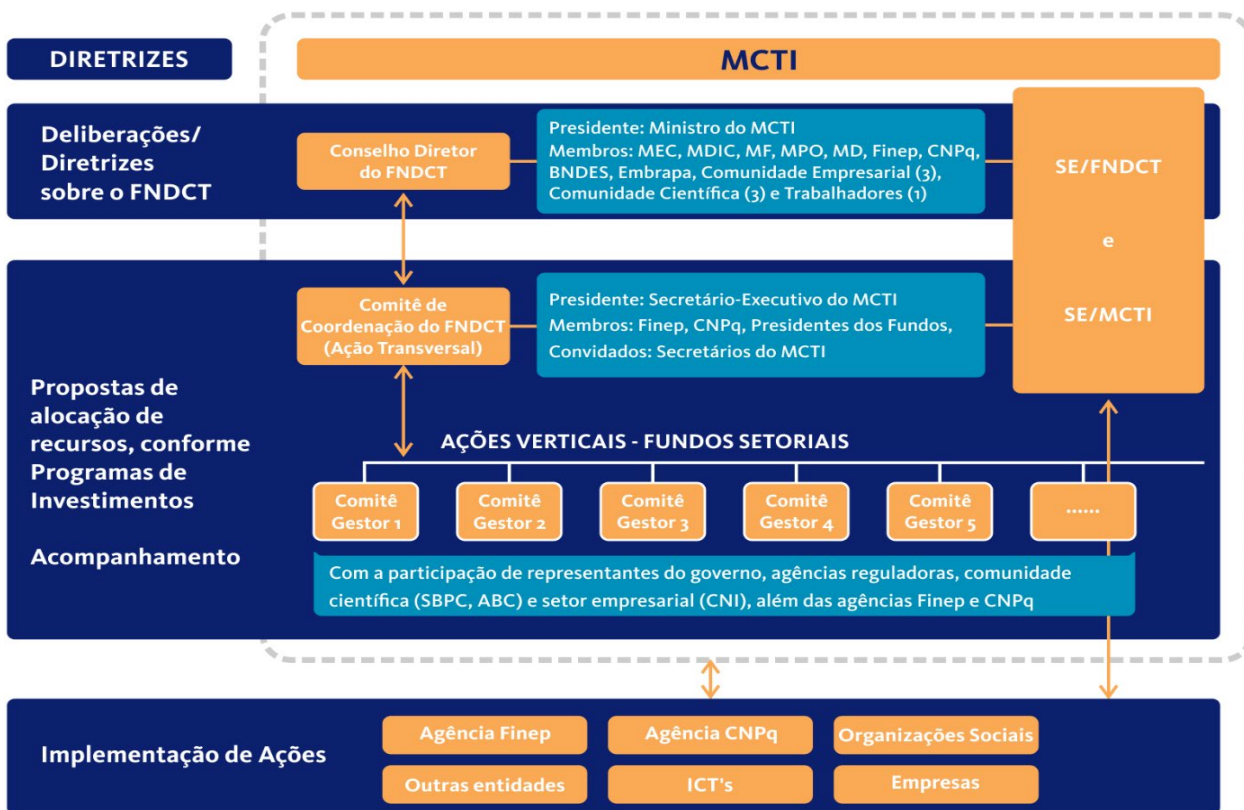 DIRETRIZES
MCTI
Deliberações/
Diretrizes
sobre o FNDCT
Conselho Diretor
do FNDCT
Presidente: Ministro do MCTI
Membros: MEC, MDIC, MF, MPO, MD, Finep, CNPq,
BNDES, Embrapa, Comunidade Empresarial (3),
Comunidade Científica (3) e Trabalhadores (1)
SE/FNDCT
e
SE/MCTI
Propostas de
alocação de
recursos, conforme
Programas de
Investimentos
Acompanhamento
Comitê de
Coordenação do FNDCT
(Ação Transversal)
Presidente: Secretário-Executivo do MCTI
Membros: Finep, CNPq, Presidentes dos Fundos,
Convidados: Secretários do MCTI
AÇÕES VERTICAIS - FUNDOS SETORIAIS
Comitê
Gestor 1
Comitê
Gestor 2
Comitê
Gestor 3
Comitê
Gestor 4
Comitê
Gestor 5
......
Com a participação de representantes do governo, agências reguladoras, comunidade
científica (SBPC, ABC) e setor empresarial (CNI), além das agências Finep e CNPq
Implementação de Ações
Agência Finep
Agência CNPq
Organizações Sociais
Outras entidades
ICT's
Empresas